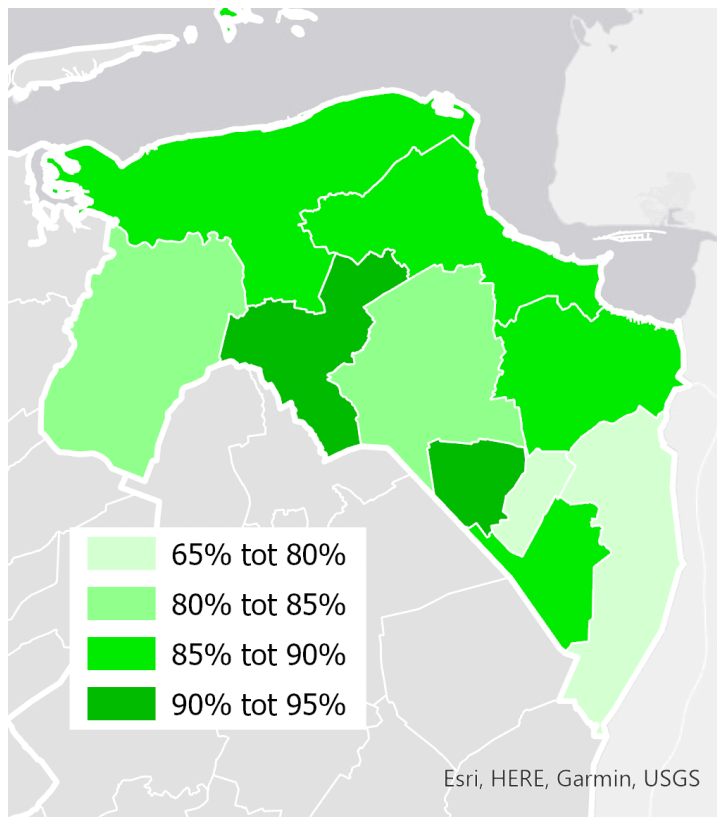 65% tot 80%
80% tot 85%
85% tot 90%
90% tot 95%
Esri, HERE, Garmin, USGS